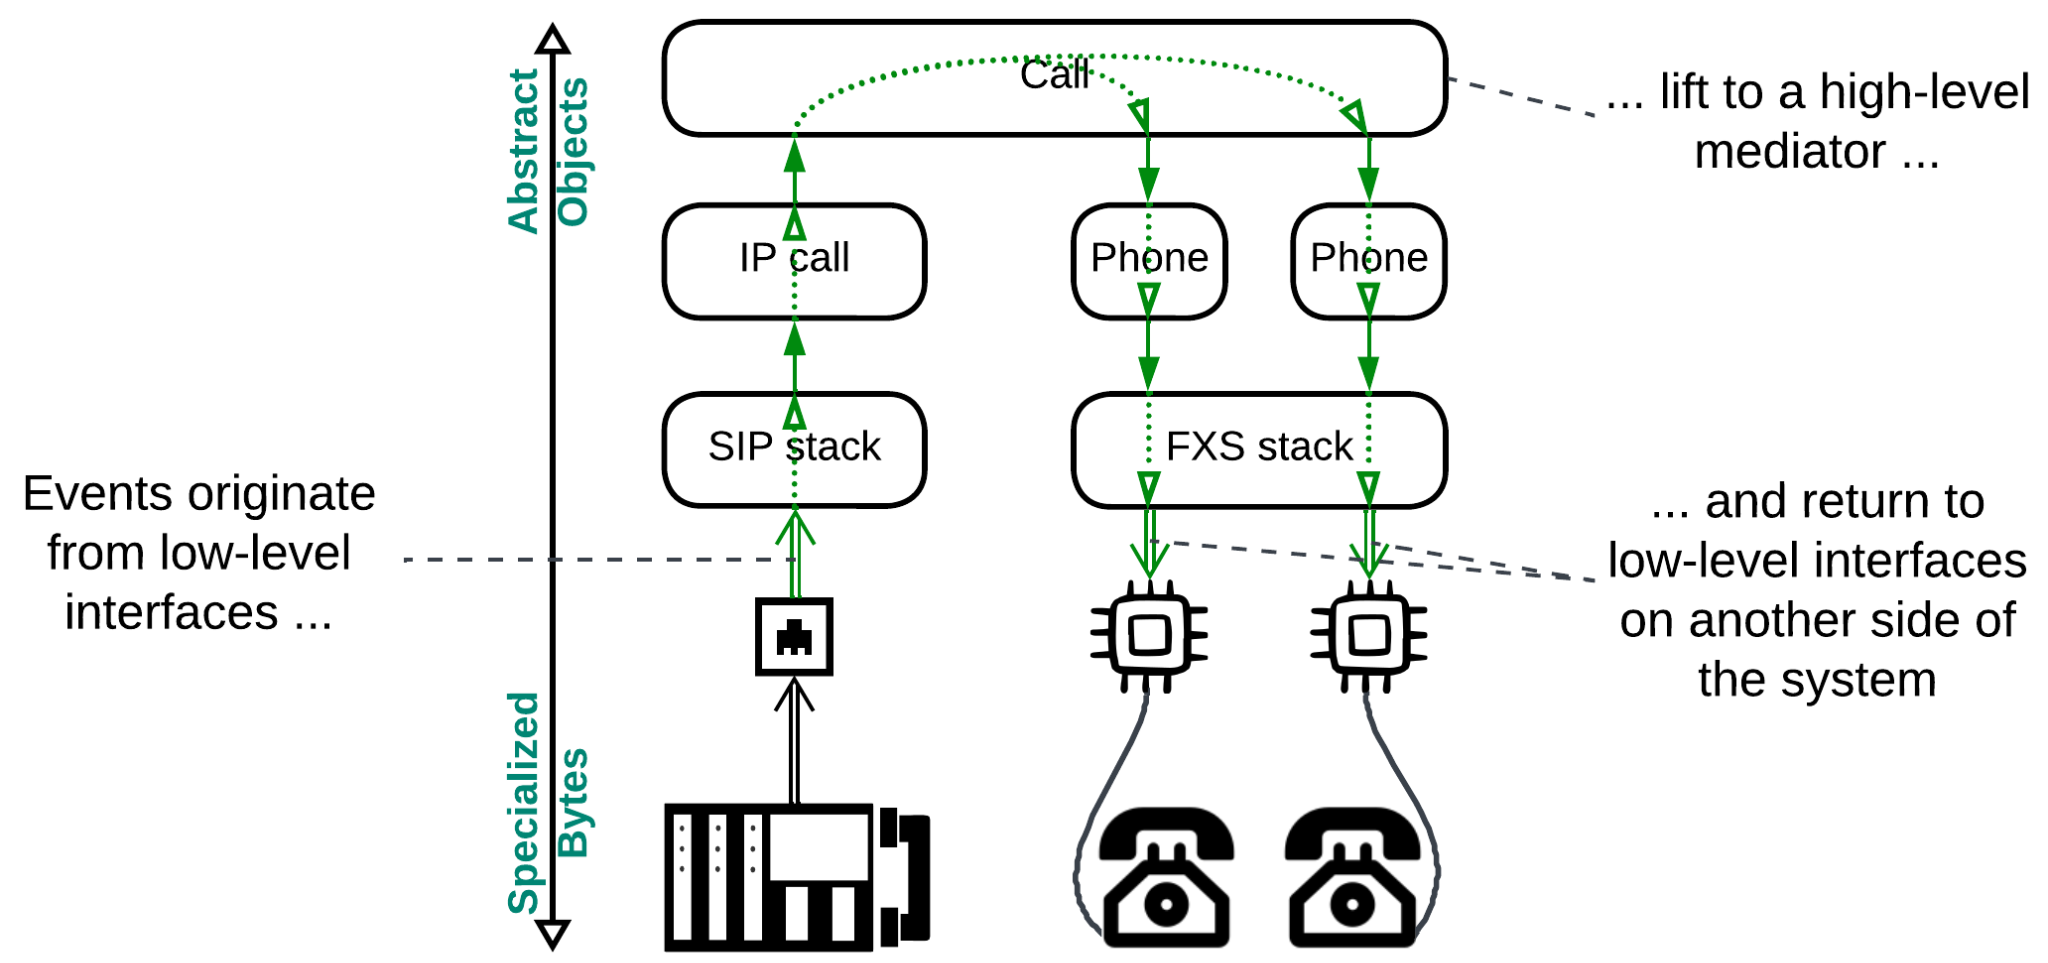 Abstract
Objects
Call
... lift to a high-level
mediator ...
IP call
Phone
Phone
SIP stack
FXS stack
Events originate
from low-level
interfaces ...
... and return to
low-level interfaces
on another side of
the system
Specialized
Bytes